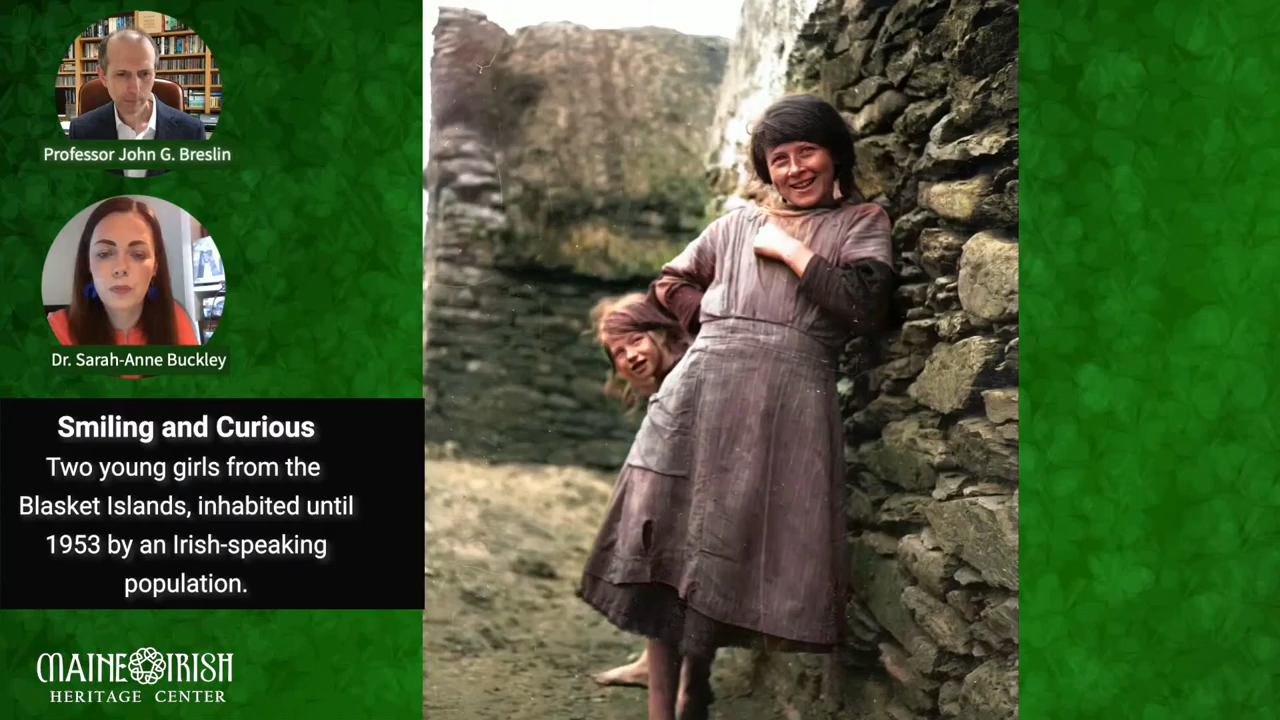 Professor John G. Breslin
Dr. Sarah-Anne Buckley
Smiling and Curious
Two young girls from the
Blasket Islands, inhabited until
1953 by an Irish-speaking
population.
MAINE IRISH
HERITAGE CENTER